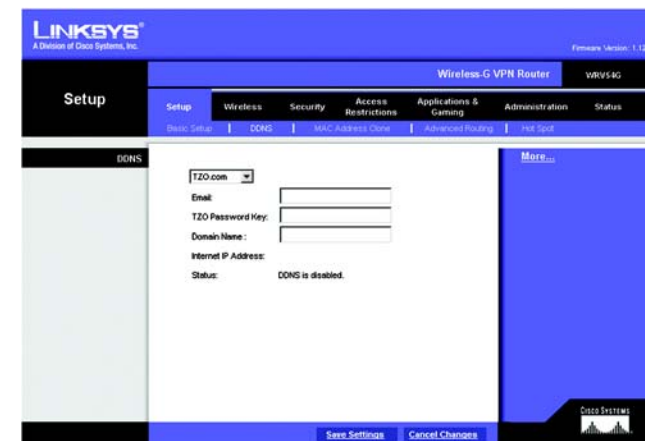 LINKSYS®
A Division of Cisco Systems, Inc.
Firmware Version: 1.12
Wireless-G VPN Router WRV54G
Setup
Setup Wireless Security Access Restrictions Applications & Gaming Administration Status
Basic Setup | DDNS | MAC Address Clone | Advanced Routing | Hot Spot
DDNS
More...
TZO.com
Email:
TZO Password Key:
Domain Name :
Internet IP Address:
Status: DDNS is disabled.
Save Settings Cancel Changes
CISCO SYSTEMS